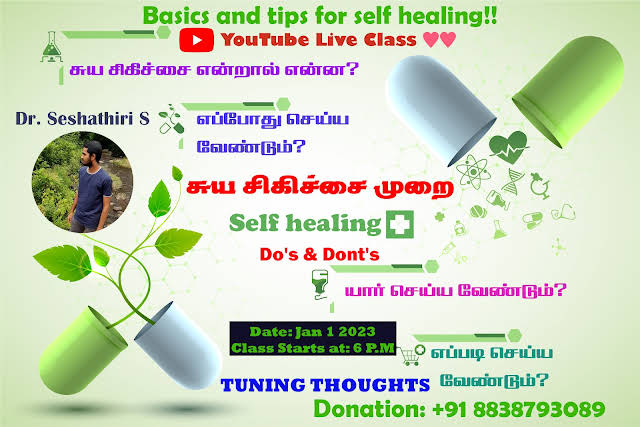 Basics and tips for self healing!!
YouTube Live Class
சுய சிகிச்சை என்றால் என்ன?
Dr. Seshathiri S
எப்போது செய்ய
வேண்டும்?
சுய சிகிச்சை முறை
Self healing
Do's & Dont's
யார் செய்ய வேண்டும்?
Date: Jan 1 2023
Class Starts at: 6 P.M
எப்படி செய்ய
வேண்டும்?
TUNING THOUGHTS
Donation: +91 8838793089